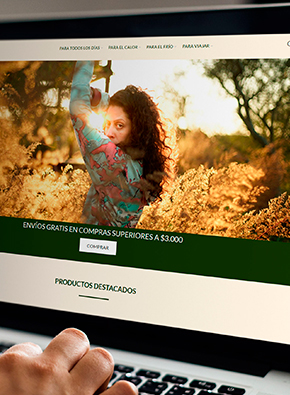 PARA TODOS LOS DÍAS PARA EL CALOR PARA EL FRÍO PARA VIAJAR
ENVÍOS GRATIS EN COMPRAS SUPERIORES A $3.000
COMPRAR
PRODUCTOS DESTACADOS